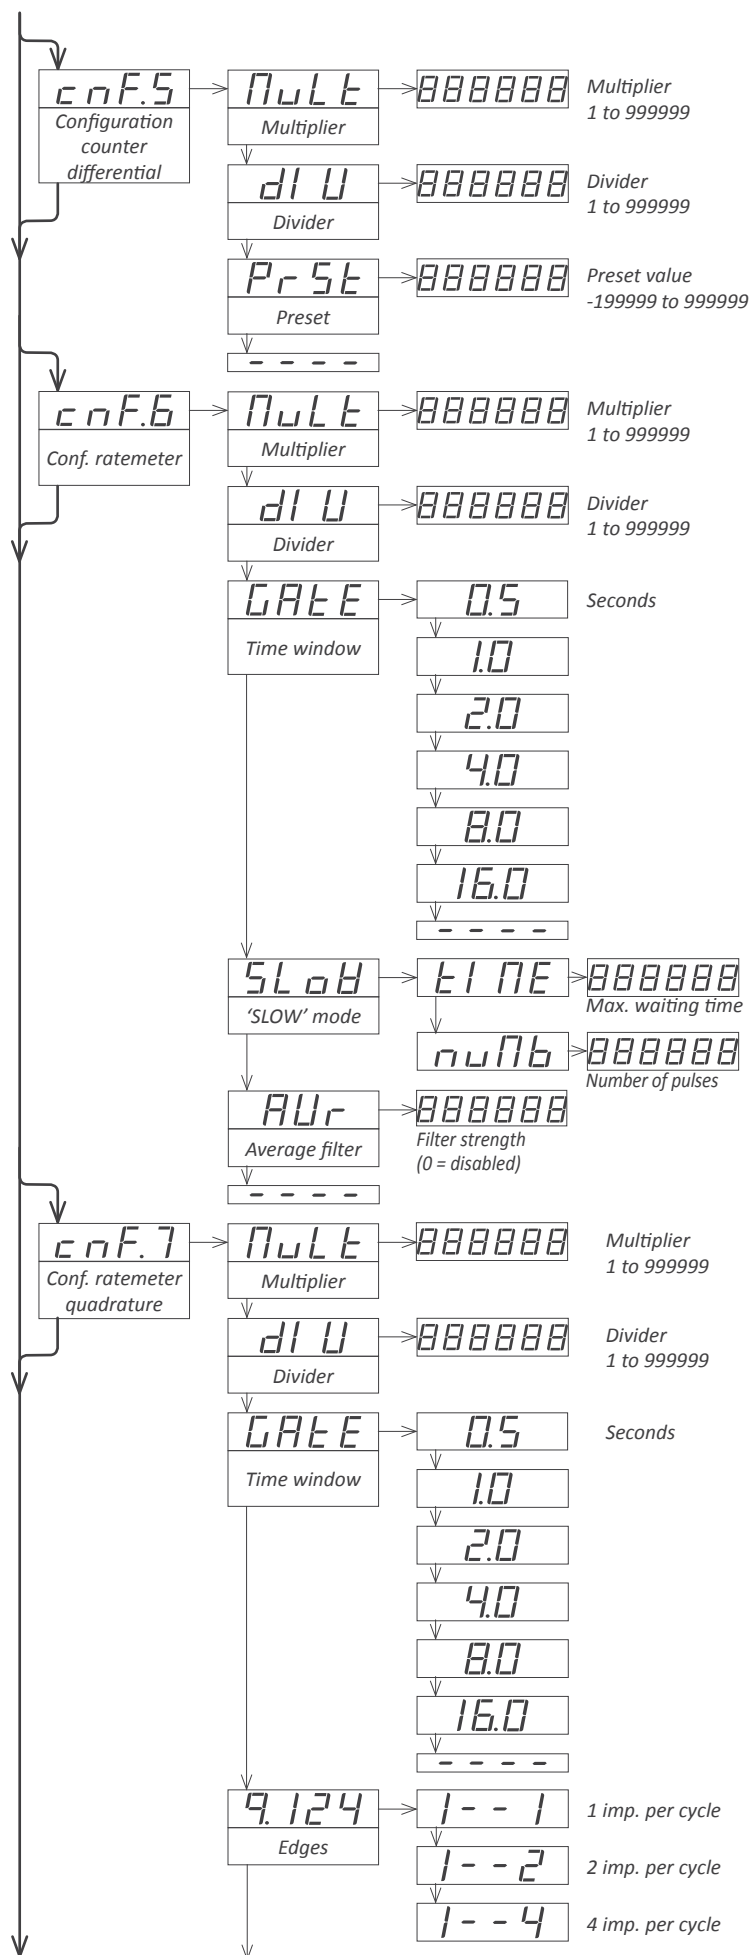 cnF.5
Configuration
counter
differential
MuLt
Multiplier
888888
Multiplier
1 to 999999
dIU
Divider
888888
Divider
1 to 999999
PrSt
Preset
888888
Preset value
-199999 to 999999
----
cnF.6
Conf. ratemeter
MuLt
Multiplier
888888
Multiplier
1 to 999999
dIU
Divider
888888
Divider
1 to 999999
GAtE
Time window
0.5
Seconds
1.0
2.0
4.0
8.0
16.0
----
SLoW
‘SLOW’ mode
tIME
888888
Max. waiting time
nuMb
888888
Number of pulses
AUr
Average filter
888888
Filter strength
(0 = disabled)
----
cnF.7
Conf. ratemeter
quadrature
MuLt
Multiplier
888888
Multiplier
1 to 999999
dIU
Divider
888888
Divider
1 to 999999
GAtE
Time window
0.5
Seconds
1.0
2.0
4.0
8.0
16.0
----
q.124
Edges
1--1
1 imp. per cycle
1--2
2 imp. per cycle
1--4
4 imp. per cycle